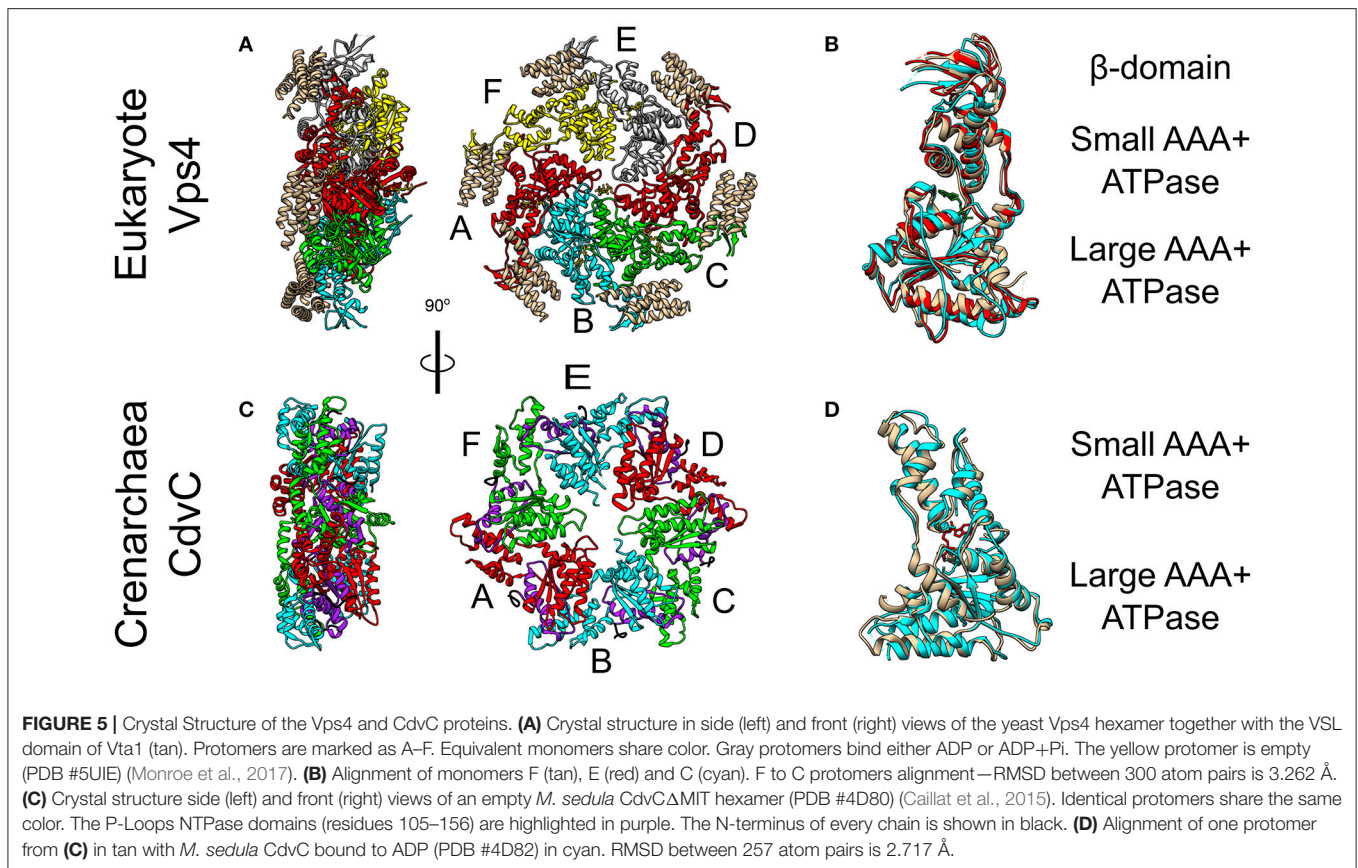 Eukaryote
Vps4
A
E
F
D
A
C
B
B
β-domain
Small AAA+
ATPase
Large AAA+
ATPase
90º
Crenarchaea
CdvC
C
E
F
D
A
C
B
D
Small AAA+
ATPase
Large AAA+
ATPase
FIGURE 5 | Crystal Structure of the Vps4 and CdvC proteins. (A) Crystal structure in side (left) and front (right) views of the yeast Vps4 hexamer together with the VSL
domain of Vta1 (tan). Protomers are marked as A–F. Equivalent monomers share color. Gray protomers bind either ADP or ADP+Pi. The yellow protomer is empty
(PDB #5UIE) (Monroe et al., 2017). (B) Alignment of monomers F (tan), E (red) and C (cyan). F to C protomers alignment—RMSD between 300 atom pairs is 3.262 Å.
(C) Crystal structure side (left) and front (right) views of an empty M. sedula CdvCΔMIT hexamer (PDB #4D80) (Caillat et al., 2015). Identical protomers share the same
color. The P-Loops NTPase domains (residues 105–156) are highlighted in purple. The N-terminus of every chain is shown in black. (D) Alignment of one protomer
from (C) in tan with M. sedula CdvC bound to ADP (PDB #4D82) in cyan. RMSD between 257 atom pairs is 2.717 Å.